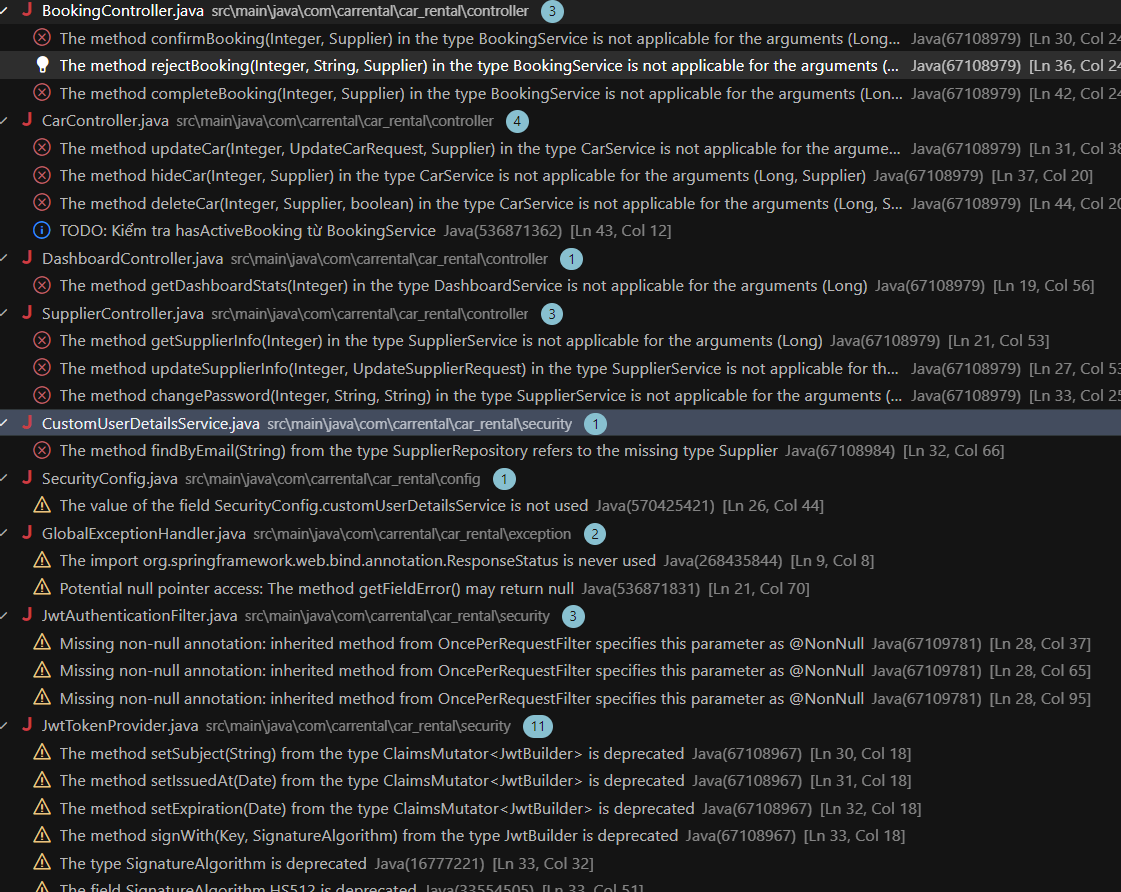 BookingController.java src\main\java\com\carrental\car_rental\controller 3
The method confirmBooking(Integer, Supplier) in the type BookingService is not applicable for the arguments (Long... Java(67108979) [Ln 30, Col 24
The method rejectBooking(Integer, String, Supplier) in the type BookingService is not applicable for the arguments (... Java(67108979) [Ln 36, Col 24
The method completeBooking(Integer, Supplier) in the type BookingService is not applicable for the arguments (Lon... Java(67108979) [Ln 42, Col 24
CarController.java src\main\java\com\carrental\car_rental\controller 4
The method updateCar(Integer, UpdateCarRequest, Supplier) in the type CarService is not applicable for the argume... Java(67108979) [Ln 31, Col 38
The method hideCar(Integer, Supplier) in the type CarService is not applicable for the arguments (Long, Supplier) Java(67108979) [Ln 37, Col 20]
The method deleteCar(Integer, Supplier, boolean) in the type CarService is not applicable for the arguments (Long, S... Java(67108979) [Ln 44, Col 20
TODO: Kiểm tra hasActiveBooking từ BookingService Java(536871362) [Ln 43, Col 12]
DashboardController.java src\main\java\com\carrental\car_rental\controller 1
The method getDashboardStats(Integer) in the type DashboardService is not applicable for the arguments (Long) Java(67108979) [Ln 19, Col 56]
SupplierController.java src\main\java\com\carrental\car_rental\controller 3
The method getSupplierInfo(Integer) in the type SupplierService is not applicable for the arguments (Long) Java(67108979) [Ln 21, Col 53]
The method updateSupplierInfo(Integer, UpdateSupplierRequest) in the type SupplierService is not applicable for th... Java(67108979) [Ln 27, Col 53
The method changePassword(Integer, String, String) in the type SupplierService is not applicable for the arguments (... Java(67108979) [Ln 33, Col 25
CustomUserDetailsService.java src\main\java\com\carrental\car_rental\security 1
The method findByEmail(String) from the type SupplierRepository refers to the missing type Supplier Java(67108984) [Ln 32, Col 66]
SecurityConfig.java src\main\java\com\carrental\car_rental\config 1
The value of the field SecurityConfig.customUserDetailsService is not used Java(570425421) [Ln 26, Col 44]
GlobalExceptionHandler.java src\main\java\com\carrental\car_rental\exception 2
The import org.springframework.web.bind.annotation.ResponseStatus is never used Java(268435844) [Ln 9, Col 8]
Potential null pointer access: The method getFieldError() may return null Java(536871831) [Ln 21, Col 70]
JwtAuthenticationFilter.java src\main\java\com\carrental\car_rental\security 3
Missing non-null annotation: inherited method from OncePerRequestFilter specifies this parameter as @NonNull Java(67109781) [Ln 28, Col 37]
Missing non-null annotation: inherited method from OncePerRequestFilter specifies this parameter as @NonNull Java(67109781) [Ln 28, Col 65]
Missing non-null annotation: inherited method from OncePerRequestFilter specifies this parameter as @NonNull Java(67109781) [Ln 28, Col 95]
JwtTokenProvider.java src\main\java\com\carrental\car_rental\security 11
The method setSubject(String) from the type ClaimsMutator<JwtBuilder> is deprecated Java(67108967) [Ln 30, Col 18]
The method setIssuedAt(Date) from the type ClaimsMutator<JwtBuilder> is deprecated Java(67108967) [Ln 31, Col 18]
The method setExpiration(Date) from the type ClaimsMutator<JwtBuilder> is deprecated Java(67108967) [Ln 32, Col 18]
The method signWith(Key, SignatureAlgorithm) from the type JwtBuilder is deprecated Java(67108967) [Ln 33, Col 18]
The type SignatureAlgorithm is deprecated Java(16777221) [Ln 33, Col 32]
The field SignatureAlgorithm.HS512 is deprecated Java(33554505) [Ln 33, Col 51]